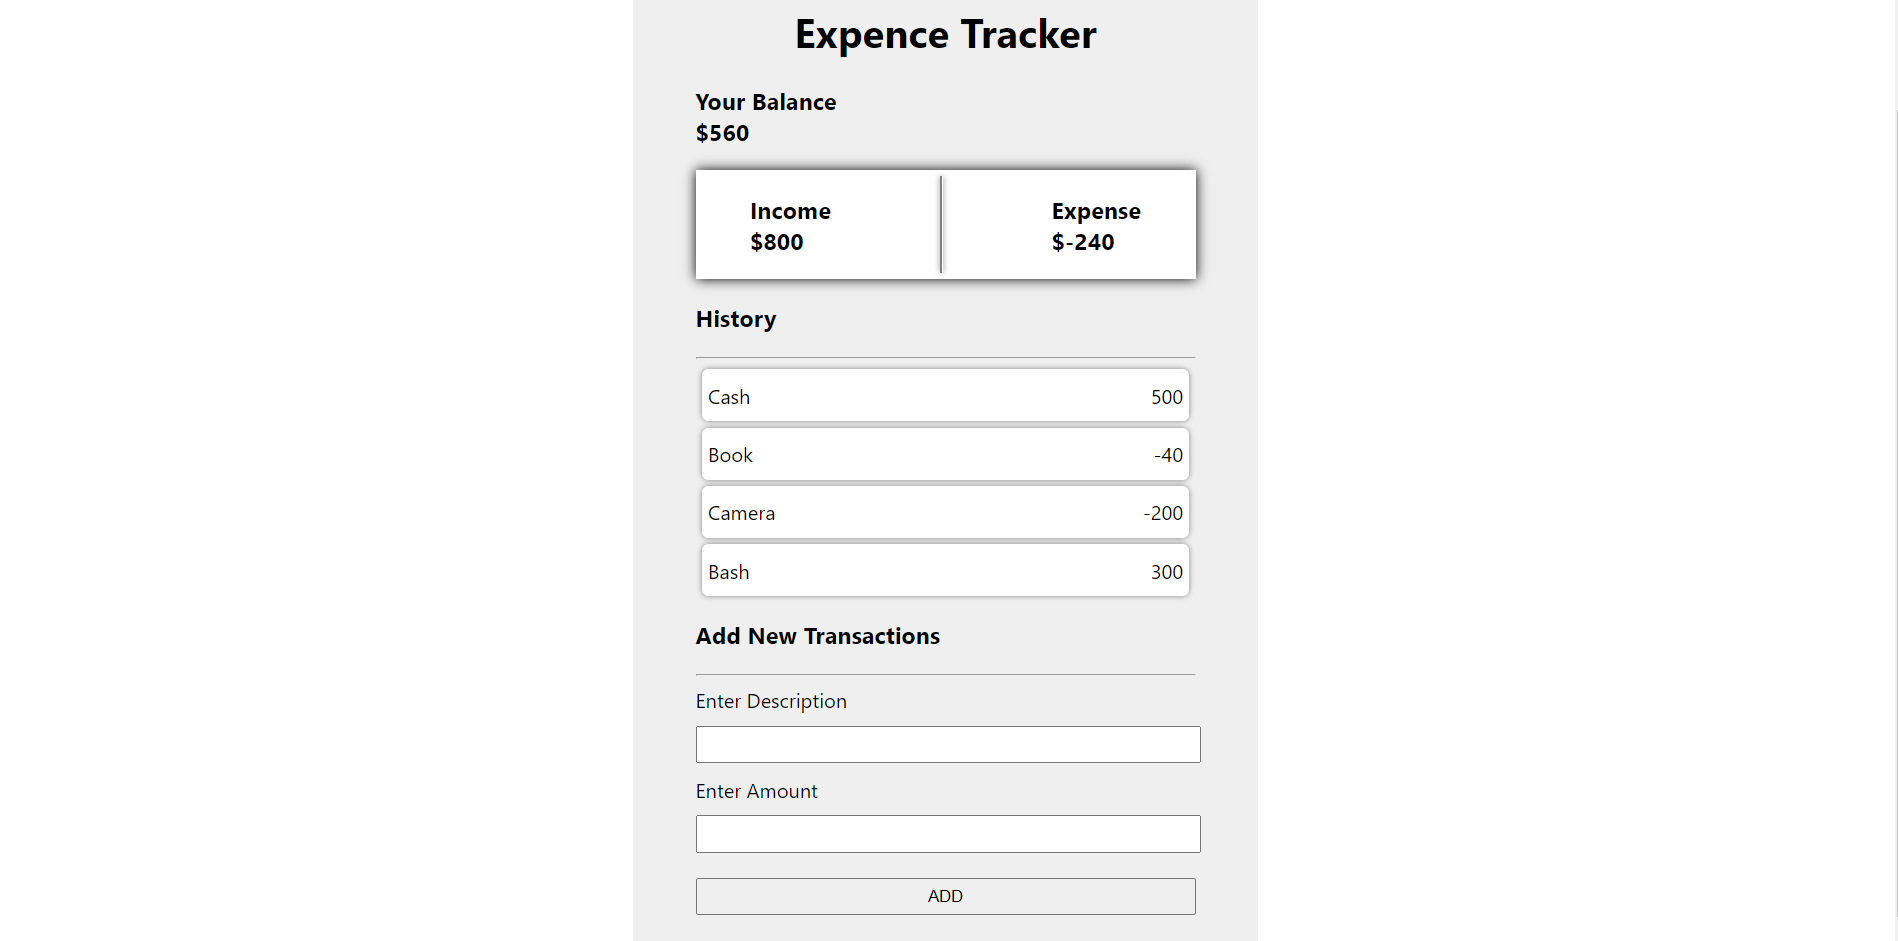 Expence Tracker
Your Balance
$560
Income Expense
$800 $-240
History
Cash 500
Book -40
Camera -200
Bash 300
Add New Transactions
Enter Description
Enter Amount
ADD